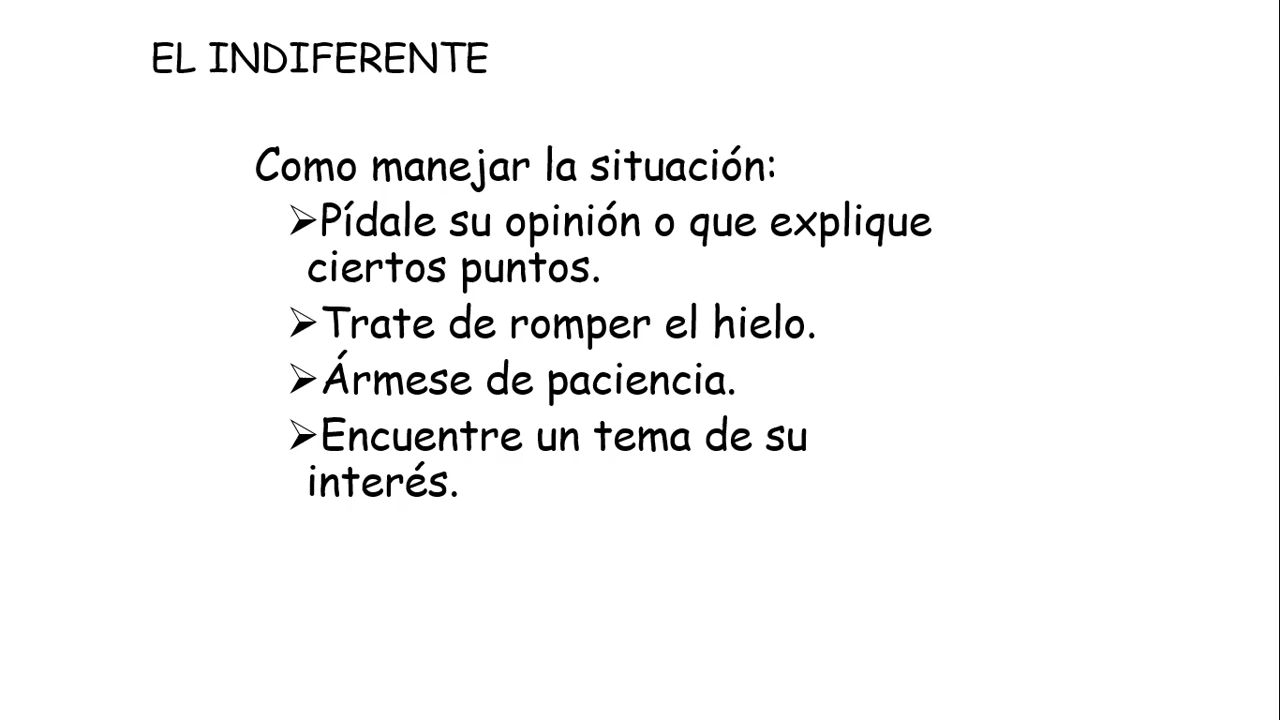 EL INDIFERENTE
Como manejar la situación:
➢Pídale su opinión o que explique
ciertos puntos.
➢Trate de romper el hielo.
➢Ármese de paciencia.
➢Encuentre un tema de su
interés.